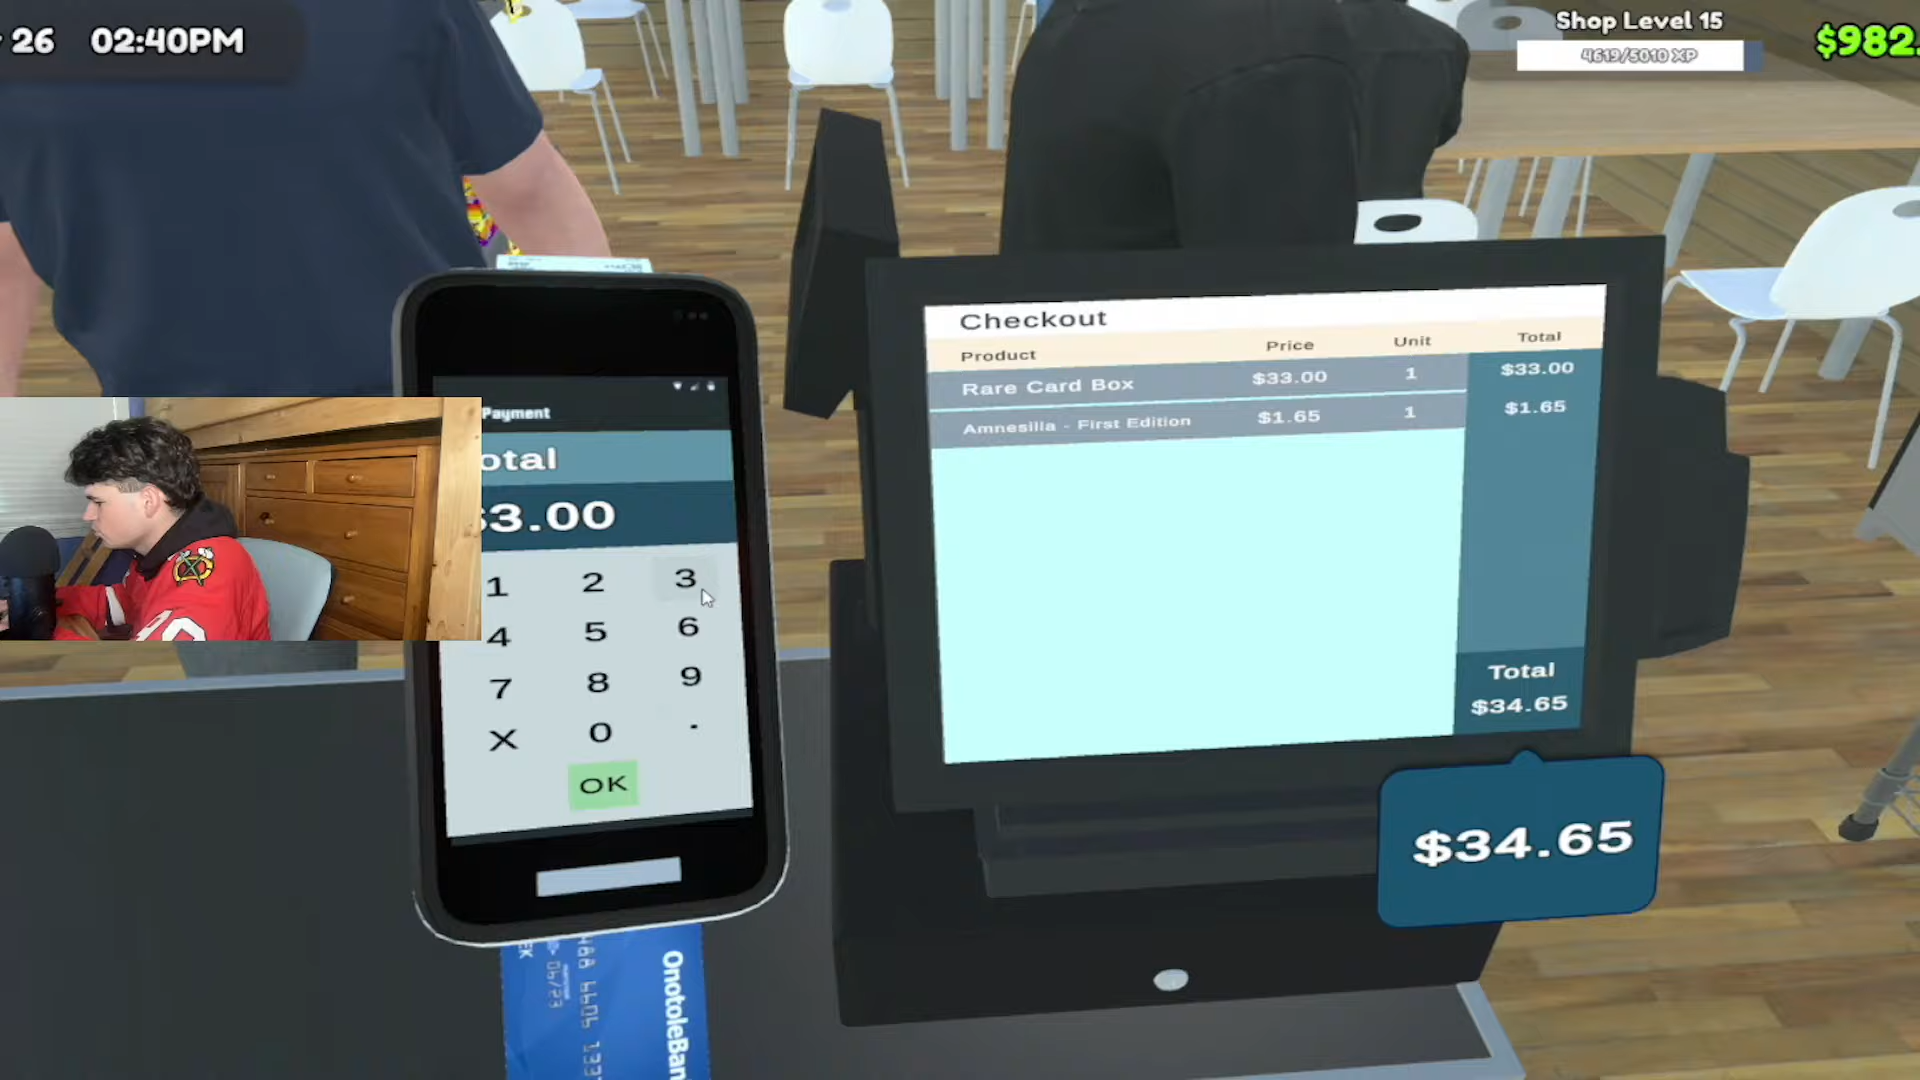 26 02:40PM
Shop Level 15
4619/5010 XP
$982.
Checkout
Product Price Unit Total
Rare Card Box $33.00 1 $33.00
Amnesilla - First Edition $1.65 1 $1.65
Total
$34.65
$34.65
Payment
otal
$3.00
1 2 3
4 5 6
7 8 9
X 0 .
OK
OnotoleBan